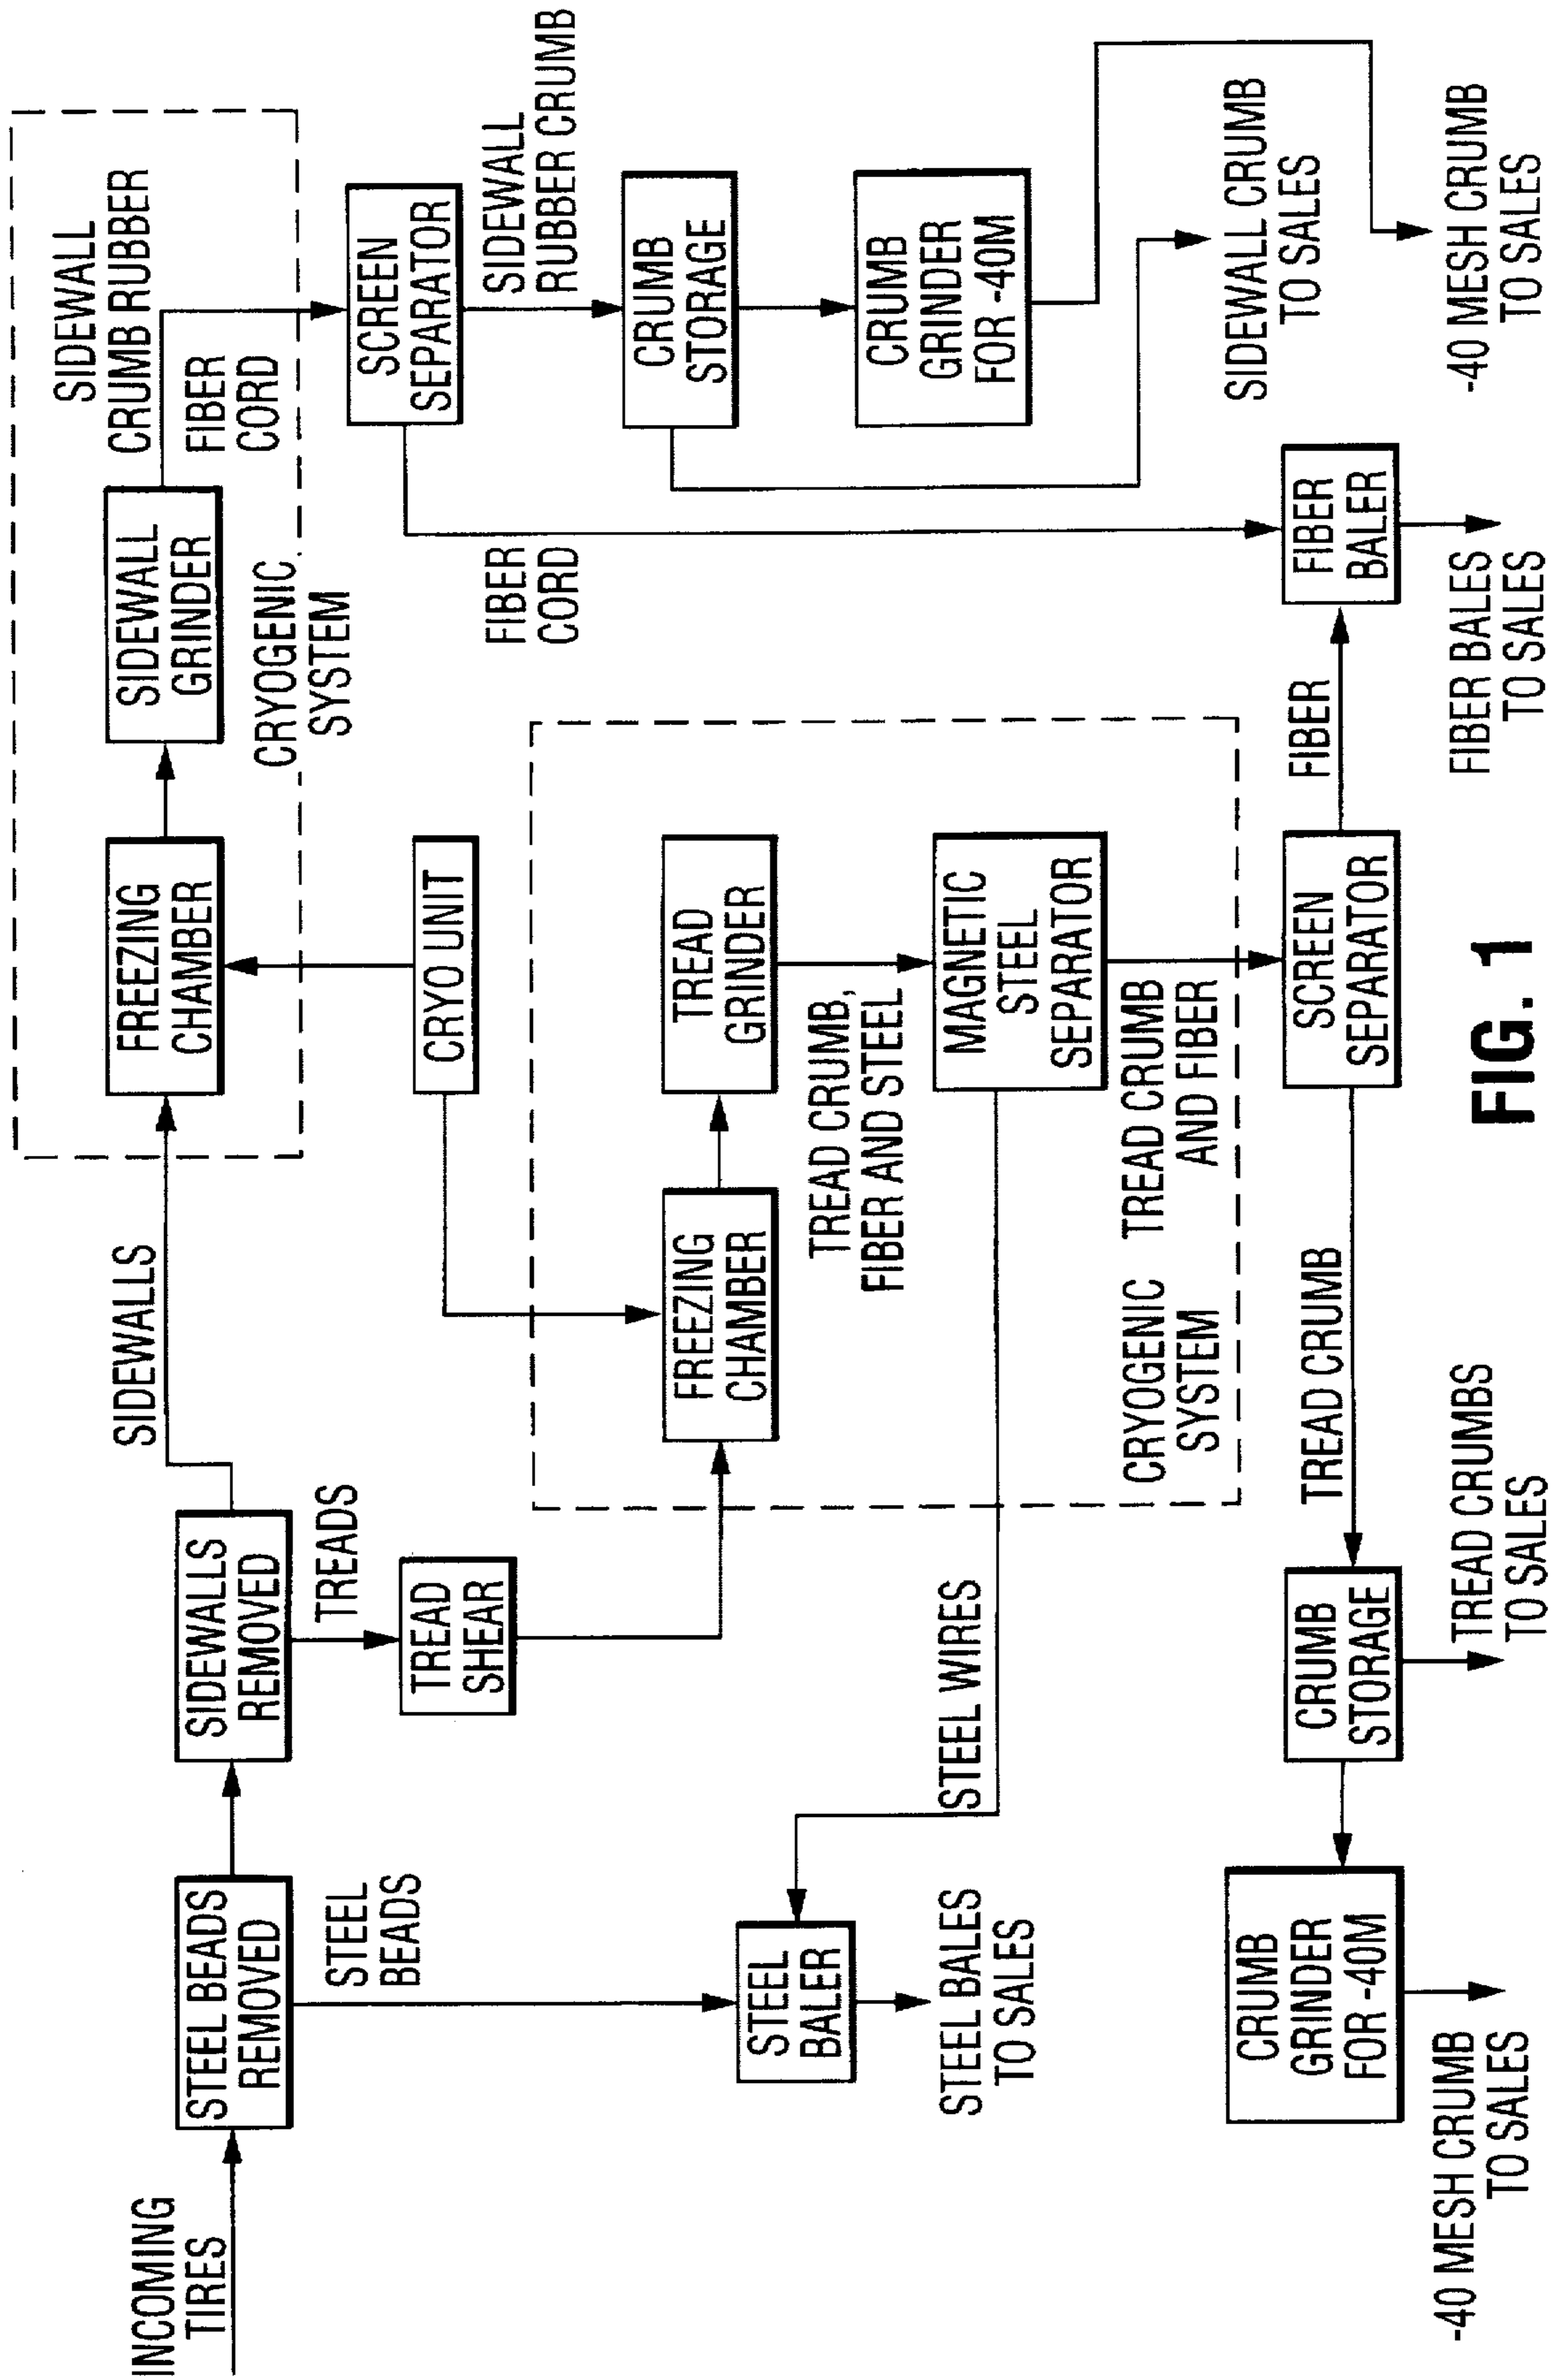 INCOMING
TIRES
STEEL BEADS
REMOVED
STEEL
BEADS
SIDEWALLS
REMOVED
SIDEWALLS
TREADS
TREAD
SHEAR
FREEZING
CHAMBER
SIDEWALL
GRINDER
SIDEWALL
CRUMB RUBBER
FIBER
CORD
CRYOGENIC
SYSTEM
CRYO UNIT
SCREEN
SEPARATOR
SIDEWALL
RUBBER CRUMB
FIBER
CORD
CRUMB
STORAGE
CRUMB
GRINDER
FOR -40M
SIDEWALL CRUMB
TO SALES
-40 MESH CRUMB
TO SALES
FREEZING
CHAMBER
TREAD
GRINDER
TREAD CRUMB,
FIBER AND STEEL
MAGNETIC
STEEL
SEPARATOR
STEEL WIRES
STEEL
BALER
STEEL BALES
TO SALES
CRYOGENIC
SYSTEM
TREAD CRUMB
AND FIBER
SCREEN
SEPARATOR
FIBER
FIBER
BALER
FIBER BALES
TO SALES
TREAD CRUMB
CRUMB
STORAGE
TREAD CRUMBS
TO SALES
CRUMB
GRINDER
FOR -40M
-40 MESH CRUMB
TO SALES
FIG. 1